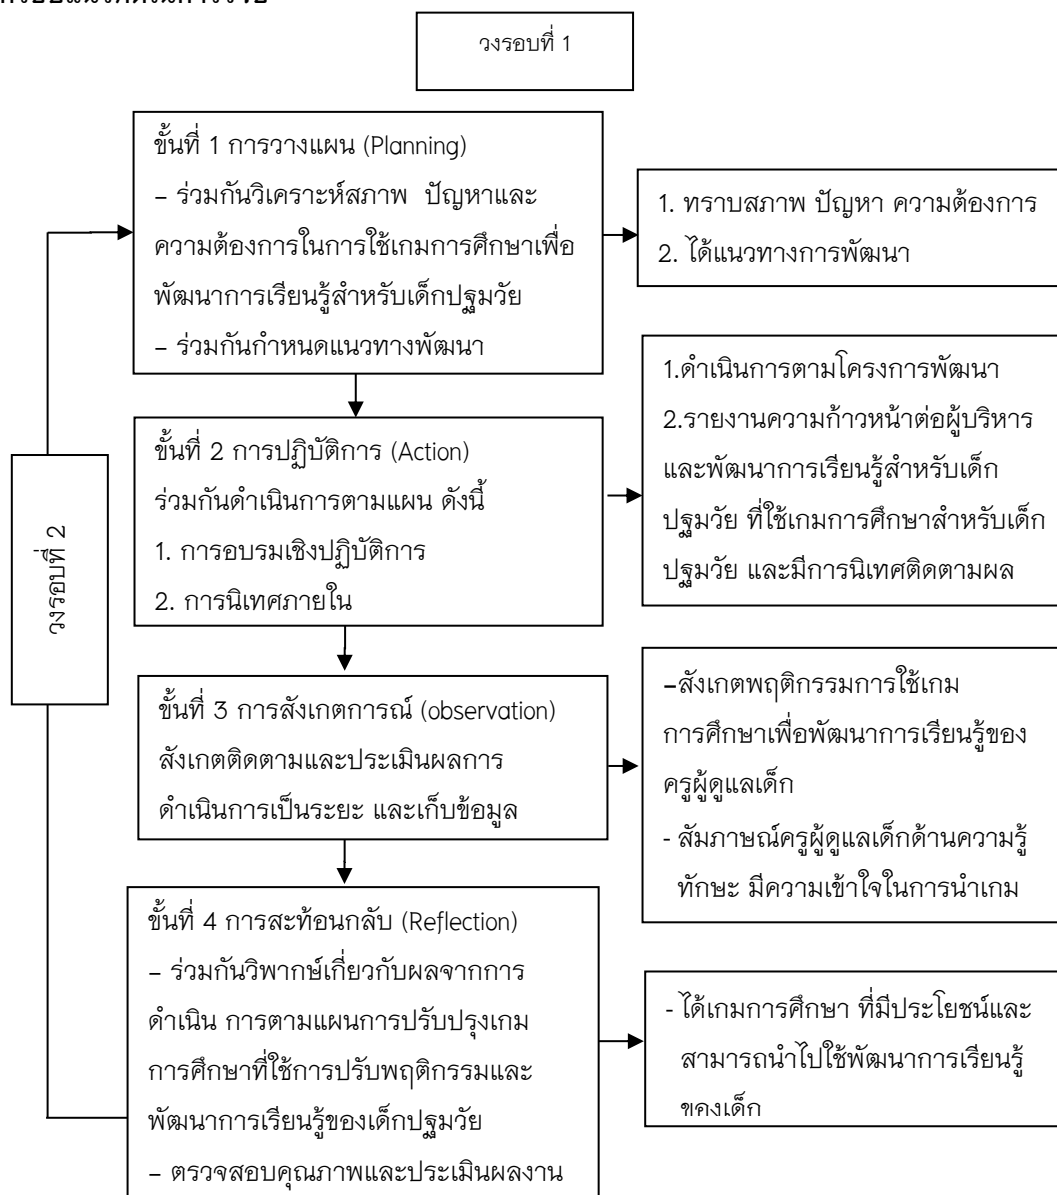 วงรอบที่ 1
ขั้นที่ 1 การวางแผน (Planning)
– ร่วมกันวิเคราะห์สภาพ ปัญหาและ
ความต้องการในการใช้เกมการศึกษาเพื่อ
พัฒนาการเรียนรู้สำหรับเด็กปฐมวัย
– ร่วมกันกำหนดแนวทางพัฒนา
1. ทราบสภาพ ปัญหา ความต้องการ
2. ได้แนวทางการพัฒนา
ขั้นที่ 2 การปฏิบัติการ (Action)
ร่วมกันดำเนินการตามแผน ดังนี้
1. การอบรมเชิงปฏิบัติการ
2. การนิเทศภายใน
1.ดำเนินการตามโครงการพัฒนา
2.รายงานความก้าวหน้าต่อผู้บริหาร
และพัฒนาการเรียนรู้สำหรับเด็ก
ปฐมวัย ที่ใช้เกมการศึกษาสำหรับเด็ก
ปฐมวัย และมีการนิเทศติดตามผล
วงรอบที่ 2
ขั้นที่ 3 การสังเกตการณ์ (observation)
สังเกตติดตามและประเมินผลการ
ดำเนินการเป็นระยะ และเก็บข้อมูล
–สังเกตพฤติกรรมการใช้เกม
การศึกษาเพื่อพัฒนาการเรียนรู้ของ
ครูผู้ดูแลเด็ก
- สัมภาษณ์ครูผู้ดูแลเด็กด้านความรู้
ทักษะ มีความเข้าใจในการนำเกม
ขั้นที่ 4 การสะท้อนกลับ (Reflection)
– ร่วมกันวิพากษ์เกี่ยวกับผลจากการ
ดำเนิน การตามแผนการปรับปรุงเกม
การศึกษาที่ใช้การปรับพฤติกรรมและ
พัฒนาการเรียนรู้ของเด็กปฐมวัย
– ตรวจสอบคุณภาพและประเมินผลงาน
- ได้เกมการศึกษา ที่มีประโยชน์และ
สามารถนำไปใช้พัฒนาการเรียนรู้
ของเด็ก